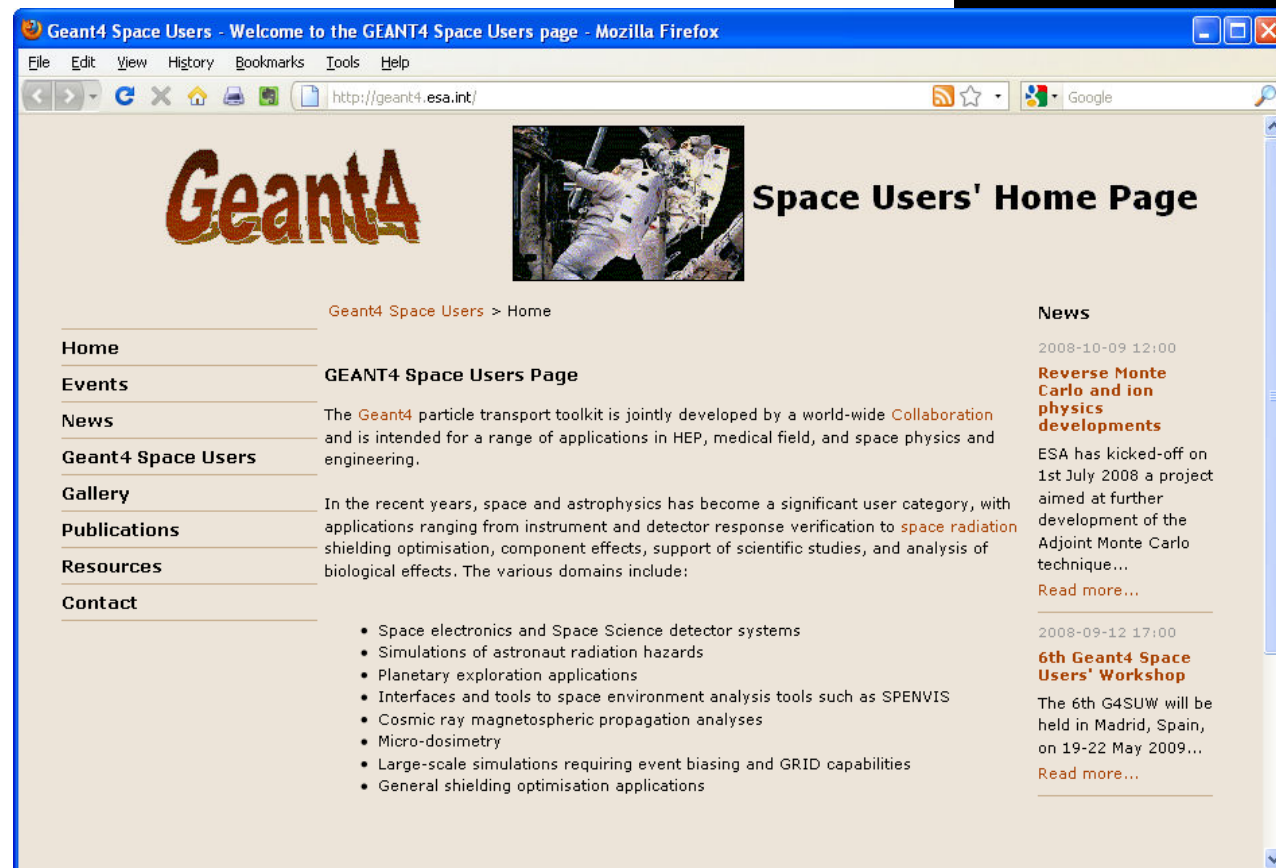 Geant4 Space Users - Welcome to the GEANT4 Space Users page - Mozilla Firefox
File Edit View History Bookmarks Tools Help
http://geant4.esa.int/
Google
Geant4
Space Users' Home Page
Geant4 Space Users > Home
Home
Events
News
Geant4 Space Users
Gallery
Publications
Resources
Contact
GEANT4 Space Users Page
The Geant4 particle transport toolkit is jointly developed by a world-wide Collaboration
and is intended for a range of applications in HEP, medical field, and space physics and
engineering.
In the recent years, space and astrophysics has become a significant user category, with
applications ranging from instrument and detector response verification to space radiation
shielding optimisation, component effects, support of scientific studies, and analysis of
biological effects. The various domains include:
• Space electronics and Space Science detector systems
• Simulations of astronaut radiation hazards
• Planetary exploration applications
• Interfaces and tools to space environment analysis tools such as SPENVIS
• Cosmic ray magnetospheric propagation analyses
• Micro-dosimetry
• Large-scale simulations requiring event biasing and GRID capabilities
• General shielding optimisation applications
News
2008-10-09 12:00
Reverse Monte
Carlo and ion
physics
developments
ESA has kicked-off on
1st July 2008 a project
aimed at further
development of the
Adjoint Monte Carlo
technique...
Read more...
2008-09-12 17:00
6th Geant4 Space
Users' Workshop
The 6th G4SUW will be
held in Madrid, Spain,
on 19-22 May 2009...
Read more...